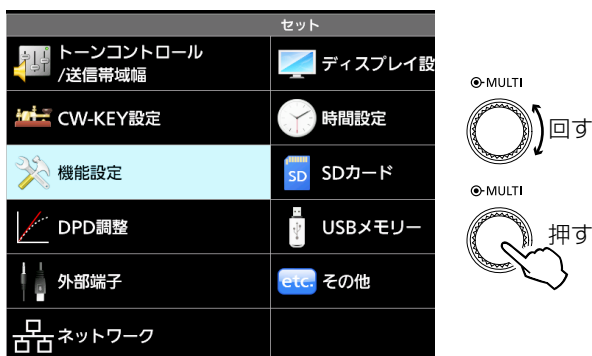 セット
トーンコントロール
/送信帯域幅
ディスプレイ設
CW-KEY設定
時間設定
機能設定
SD
SDカード
DPD調整
USBメモリー
外部端子
etc.
その他
ネットワーク
MULTI
回す
MULTI
押す